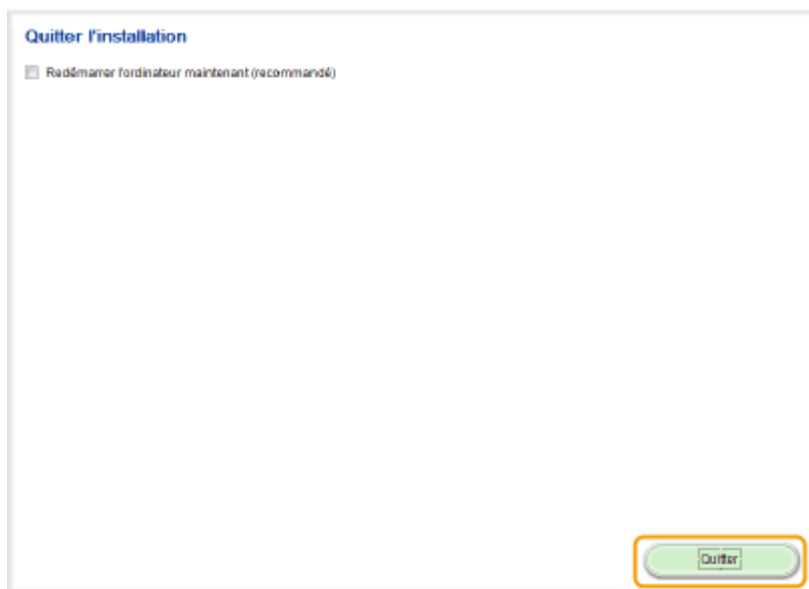 Quitter l'installation
Redémarrer l'ordinateur maintenant (recommandé)
Quitter